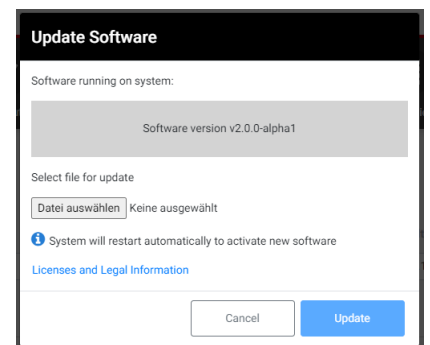 Update Software
Software running on system:
Software version v2.0.0-alpha1
Select file for update
Datei auswählen Keine ausgewählt
System will restart automatically to activate new software
Licenses and Legal Information
Cancel Update